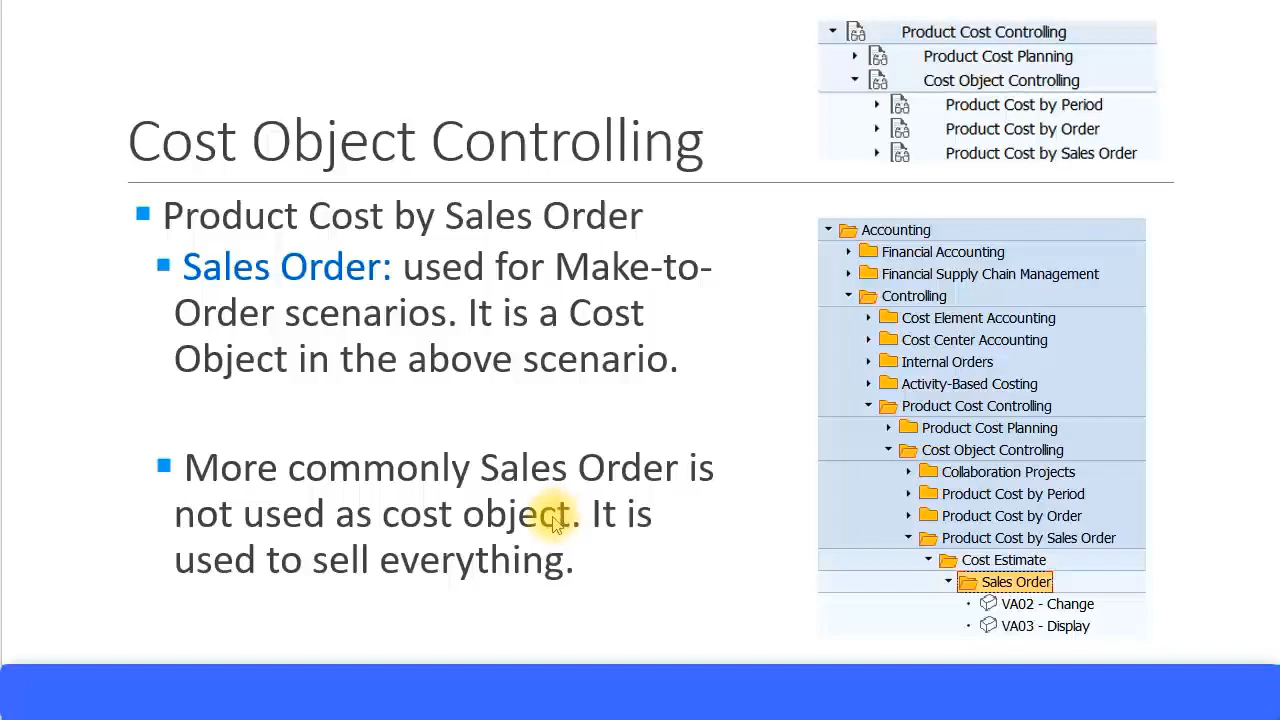 Product Cost Controlling
Product Cost Planning
Cost Object Controlling
Product Cost by Period
Product Cost by Order
Product Cost by Sales Order
Cost Object Controlling
Product Cost by Sales Order
Sales Order: used for Make-to-
Order scenarios. It is a Cost
Object in the above scenario.
More commonly Sales Order is
not used as cost object. It is
used to sell everything.
Accounting
Financial Accounting
Financial Supply Chain Management
Controlling
Cost Element Accounting
Cost Center Accounting
Internal Orders
Activity-Based Costing
Product Cost Controlling
Product Cost Planning
Cost Object Controlling
Collaboration Projects
Product Cost by Period
Product Cost by Order
Product Cost by Sales Order
Cost Estimate
Sales Order
VA02 - Change
VA03 - Display